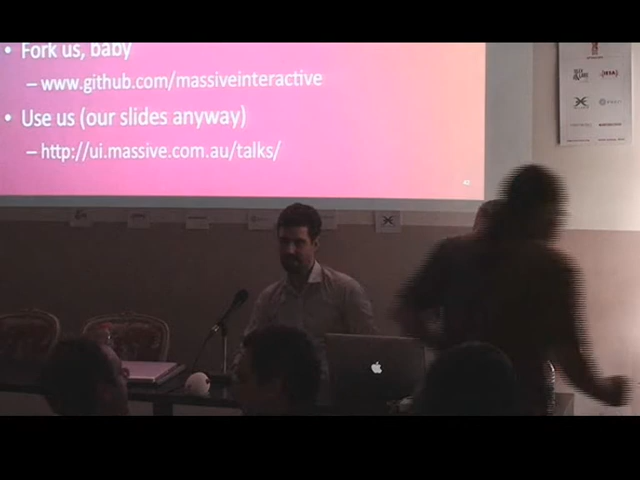 • Fork us, baby
– www.github.com/massiveinteractive
• Use us (our slides anyway)
– http://ui.massive.com.au/talks/